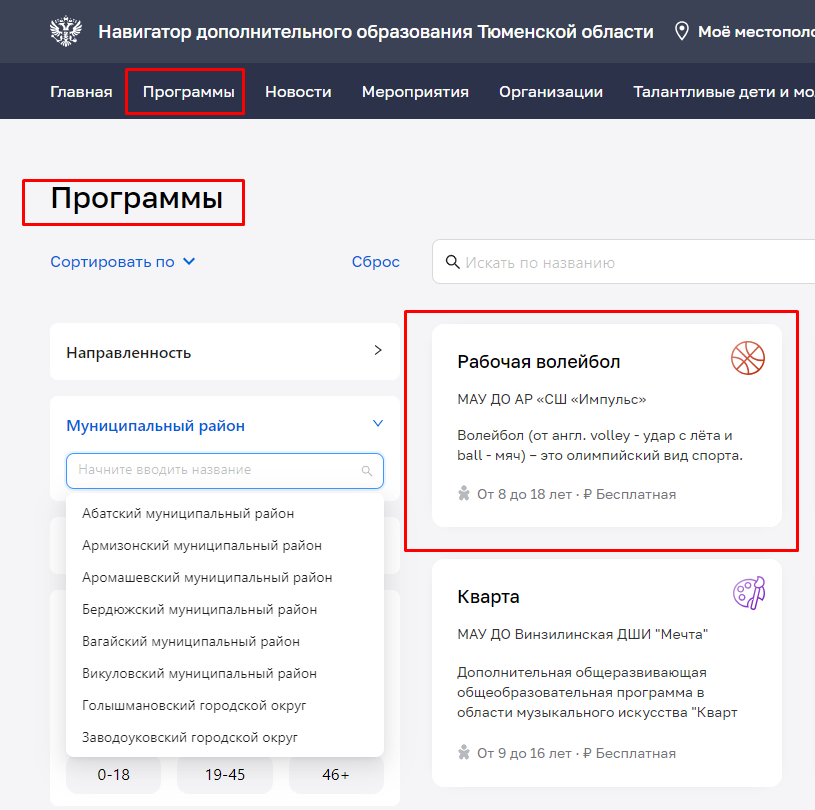 Навигатор дополнительного образования Тюменской области
Моё местополо
Главная
Программы
Новости
Мероприятия
Организации
Талантливые дети и мо
Программы
Сортировать по
Сброс
Искать по названию
Направленность
Муниципальный район
Начните вводить название
Абатский муниципальный район
Армизонский муниципальный район
Аромашевский муниципальный район
Бердюжский муниципальный район
Вагайский муниципальный район
Викуловский муниципальный район
Голышмановский городской округ
Заводоуковский городской округ
0-18
19-45
46+
Рабочая волейбол
МАУ ДО АР «СШ «Импульс»
Волейбол (от англ. volley - удар с лёта и
ball - мяч) – это олимпийский вид спорта.
От 8 до 18 лет · ₽ Бесплатная
Кварта
МАУ ДО Винзилинская ДШИ "Мечта"
Дополнительная общеразвивающая
общеобразовательная программа в
области музыкального искусства "Кварт
От 9 до 16 лет · ₽ Бесплатная